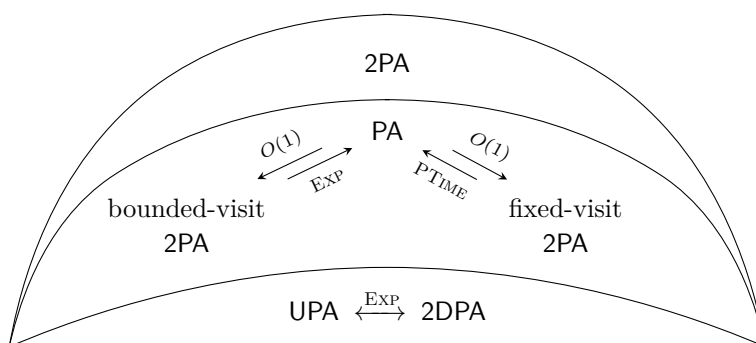 2PA
PA
O(1)
EXP
O(1)
PTIME
bounded-visit
2PA
fixed-visit
2PA
UPA EXP 2DPA